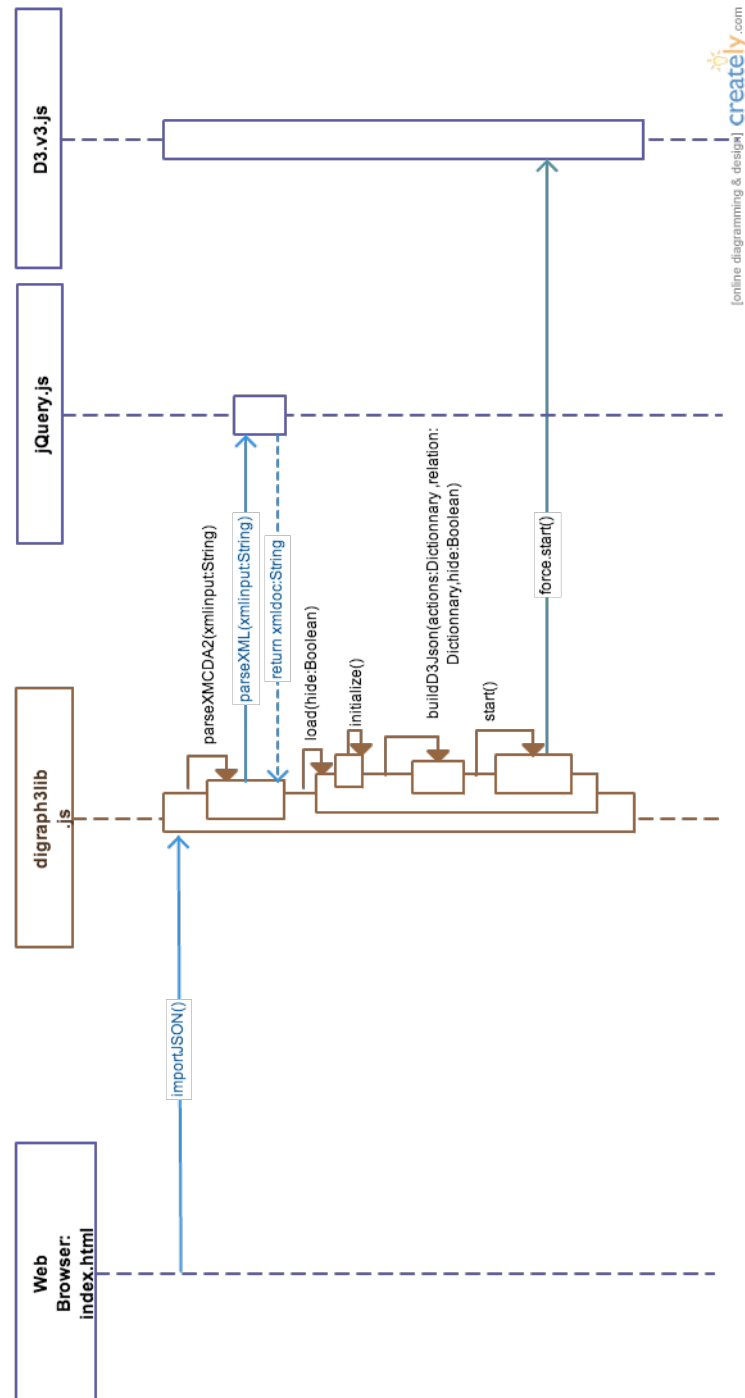 Web
Browser:
index.html
digraph3lib
.js
jQuery.js
D3.v3.js
importJSON()
parseXMCDA2(xmlinput:String)
parseXML(xmlinput:String)
return xmldoc:String
load(hide:Boolean)
initialize()
buildD3Json(actions:Dictionnary ,relation:
Dictionnary,hide:Boolean)
start()
force.start()
[online diagramming & design] creately.com